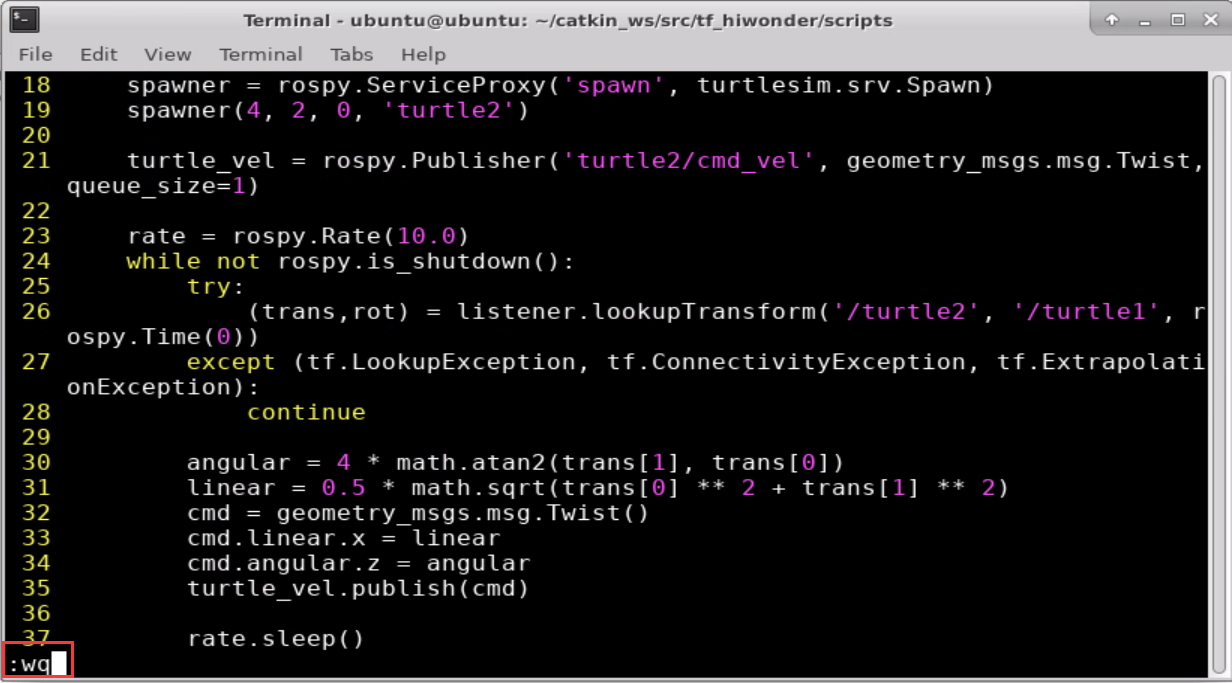 Terminal - ubuntu@ubuntu: ~/catkin_ws/src/tf_hiwonder/scripts
File Edit View Terminal Tabs Help
18     spawner = rospy.ServiceProxy('spawn', turtlesim.srv.Spawn)
19     spawner(4, 2, 0, 'turtle2')
20
21     turtle_vel = rospy.Publisher('turtle2/cmd_vel', geometry_msgs.msg.Twist,
queue_size=1)
22
23     rate = rospy.Rate(10.0)
24     while not rospy.is_shutdown():
25         try:
26             (trans,rot) = listener.lookupTransform('/turtle2', '/turtle1', r
ospy.Time(0))
27         except (tf.LookupException, tf.ConnectivityException, tf.Extrapolati
onException):
28             continue
29
30         angular = 4 * math.atan2(trans[1], trans[0])
31         linear = 0.5 * math.sqrt(trans[0] ** 2 + trans[1] ** 2)
32         cmd = geometry_msgs.msg.Twist()
33         cmd.linear.x = linear
34         cmd.angular.z = angular
35         turtle_vel.publish(cmd)
36
37         rate.sleep()
:wq